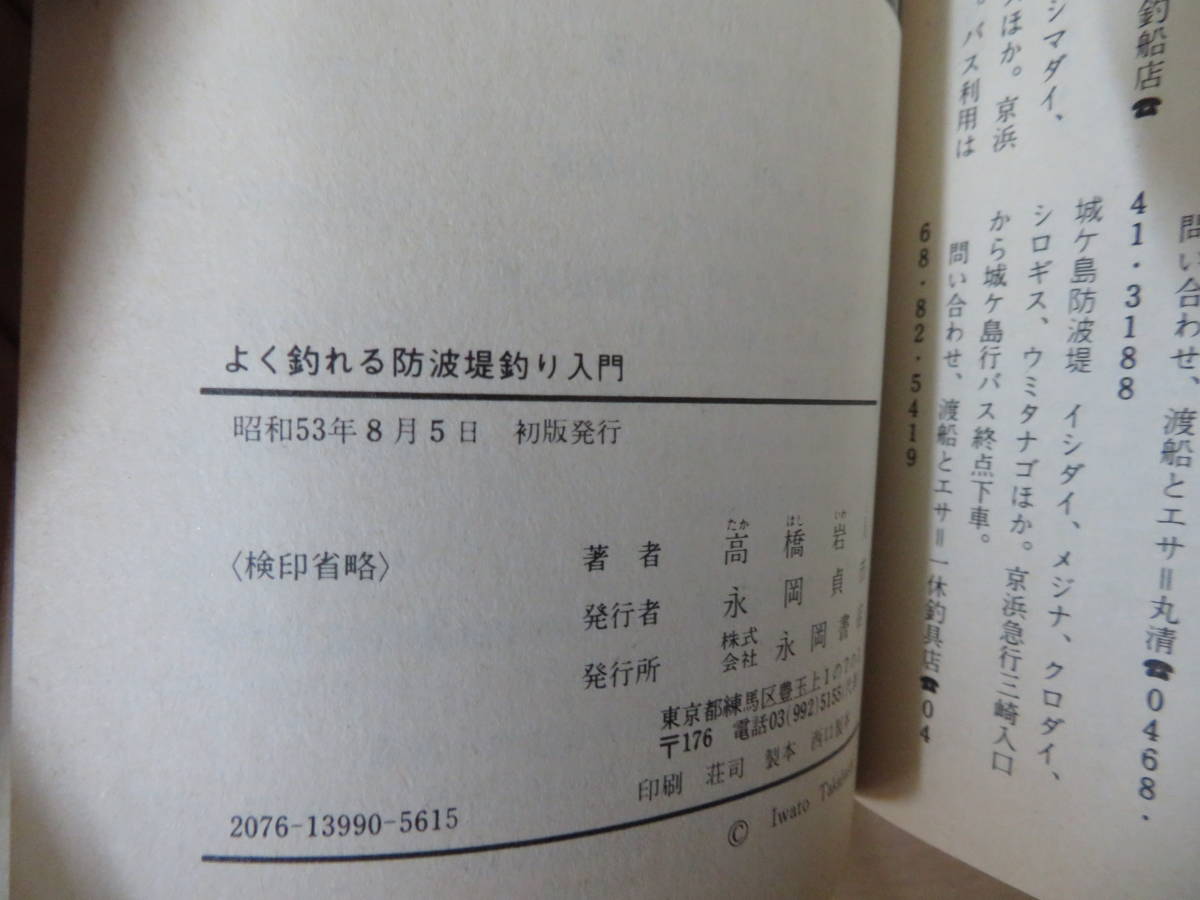 よく釣れる防波堤釣り入門
昭和53年8月5日 初版発行
〈検印省略〉
著者 高橋岩
たか はし いわ
発行者 永岡貞
発行所 株式会社 永岡書
東京都練馬区豊玉上1の
〒176 電話03(992)5155
印刷 荘司 製本 西口製本
2076-13990-5615
© Iwato
釣船店☎
41・3188
シマダイ、
ほか。京浜
。バス利用は
問い合わせ、渡船とエサ=丸清☎0468・
城ケ島防波堤 イシダイ、メジナ、クロダイ、
シロギス、ウミタナゴほか。京浜急行三崎入口
から城ケ島行バス終点下車。
問い合わせ、渡船とエサ=一休釣具店☎04
68・82・5419